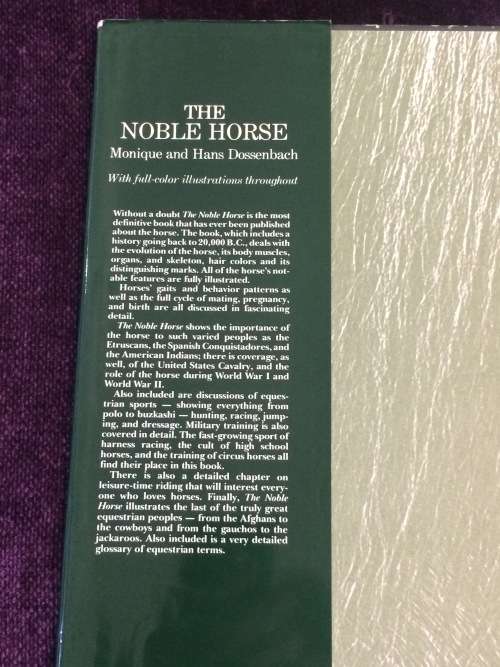 THE
NOBLE HORSE
Monique and Hans Dossenbach
With full-color illustrations throughout
Without a doubt The Noble Horse is the most
definitive book that has ever been published
about the horse. The book, which includes a
history going back to 20,000 B.C., deals with
the evolution of the horse, its body muscles,
organs, and skeleton, hair colors and its
distinguishing marks. All of the horse's not-
able features are fully illustrated.
Horses' gaits and behavior patterns as
well as the full cycle of mating, pregnancy,
and birth are all discussed in fascinating
detail.
The Noble Horse shows the importance of
the horse to such varied peoples as the
Etruscans, the Spanish Conquistadores, and
the American Indians; there is coverage, as
well, of the United States Cavalry, and the
role of the horse during World War I and
World War II.
Also included are discussions of eques-
trian sports — showing everything from
polo to buzkashi — hunting, racing, jump-
ing, and dressage. Military training is also
covered in detail. The fast-growing sport of
harness racing, the cult of high school
horses, and the training of circus horses all
find their place in this book.
There is also a detailed chapter on
leisure-time riding that will interest every-
one who loves horses. Finally, The Noble
Horse illustrates the last of the truly great
equestrian peoples — from the Afghans to
the cowboys and from the gauchos to the
jackaroos. Also included is a very detailed
glossary of equestrian terms.